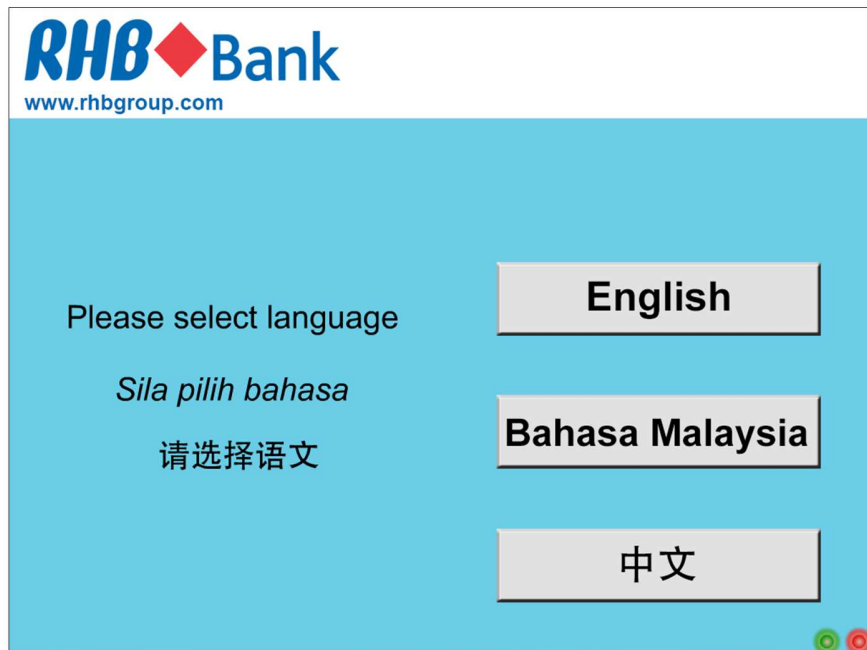 RHB Bank
www.rhbgroup.com
Please select language
Sila pilih bahasa
请选择语文
English
Bahasa Malaysia
中文